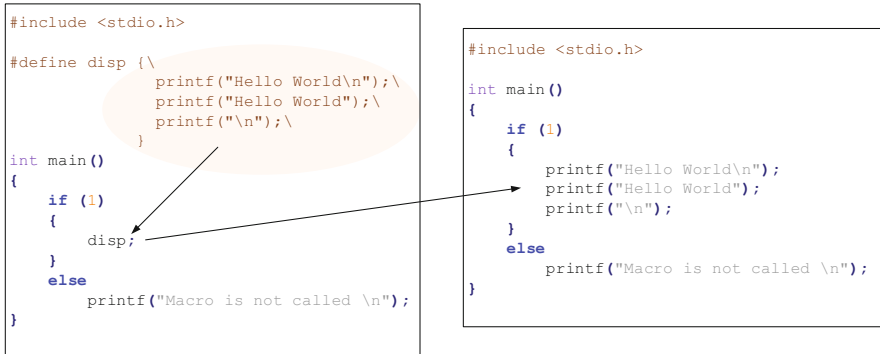 #include <stdio.h>
#define disp {\
printf("Hello World\n");\
printf("Hello World");\
printf("\n");\
}
int main()
{
if (1)
{
disp;
}
else
printf("Macro is not called \n");
}
#include <stdio.h>
int main()
{
if (1)
{
printf("Hello World\n");
printf("Hello World");
printf("\n");
}
else
printf("Macro is not called \n");
}